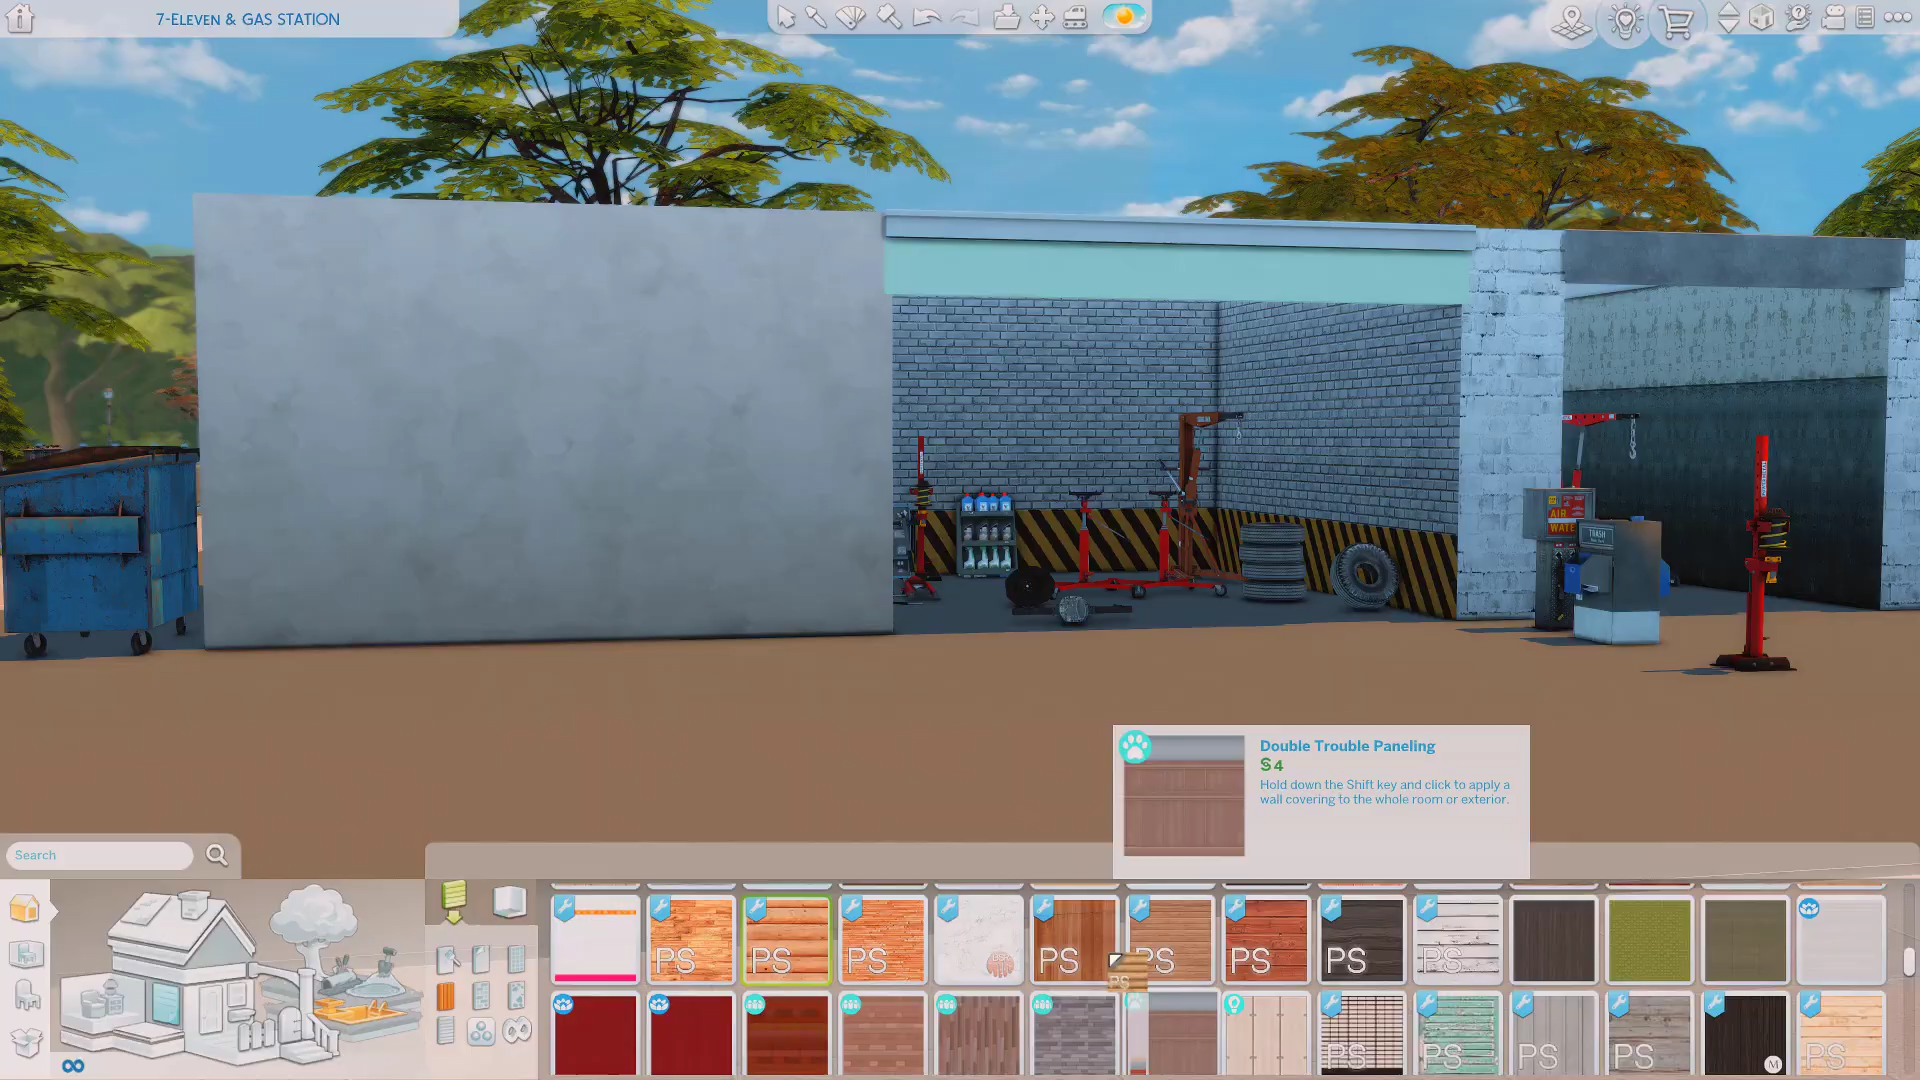 7-ELEVEN & GAS STATION
AIR
WATER
TRASH
Double Trouble Paneling
§4
Hold down the Shift key and click to apply a
wall covering to the whole room or exterior.
Search
PS PS PS PS PS PS PS PS
PS
PS PS PS PS M PS